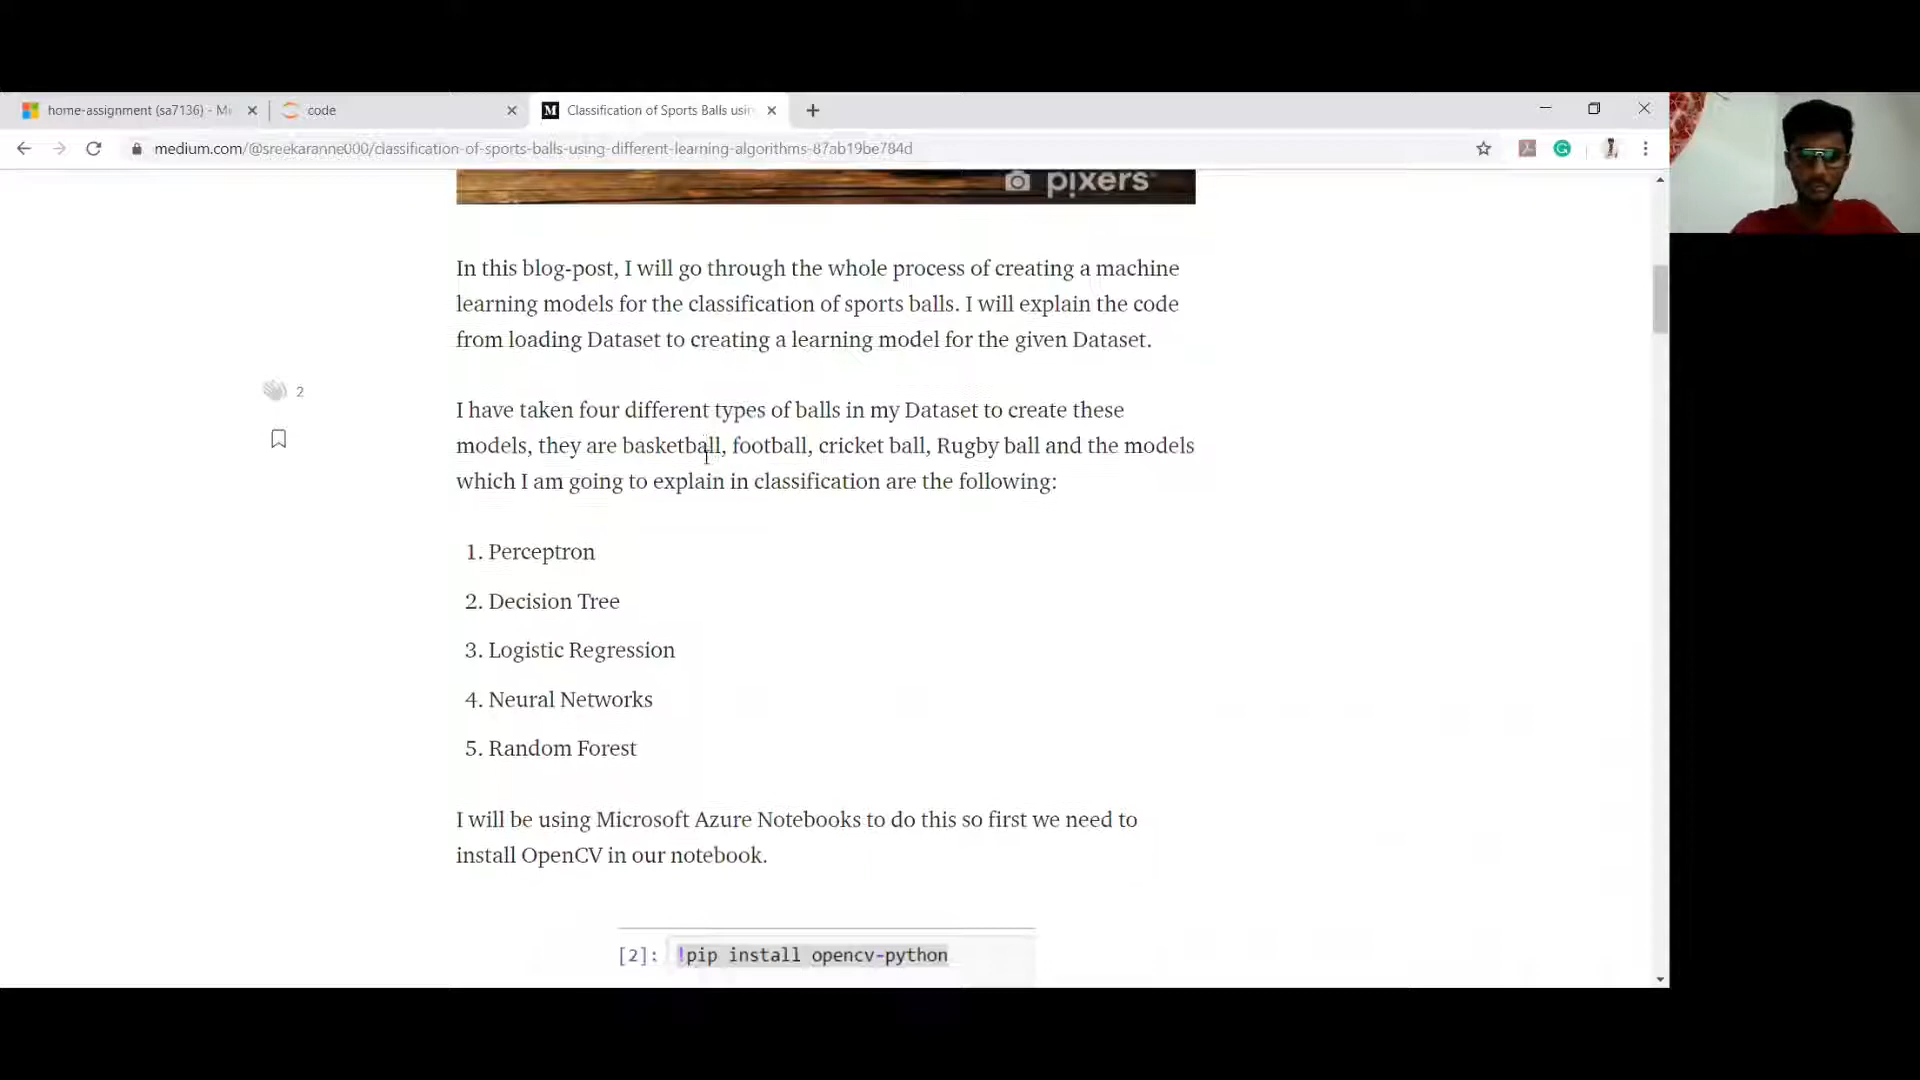 home-assignment (sa7136) - Mi
code
M Classification of Sports Balls usin
medium.com/@sreekaranne000/classification-of-sports-balls-using-different-learning-algorithms-87ab19be784d
pixers
In this blog-post, I will go through the whole process of creating a machine
learning models for the classification of sports balls. I will explain the code
from loading Dataset to creating a learning model for the given Dataset.
2
I have taken four different types of balls in my Dataset to create these
models, they are basketball, football, cricket ball, Rugby ball and the models
which I am going to explain in classification are the following:
1. Perceptron
2. Decision Tree
3. Logistic Regression
4. Neural Networks
5. Random Forest
I will be using Microsoft Azure Notebooks to do this so first we need to
install OpenCV in our notebook.
[2]: !pip install opencv-python